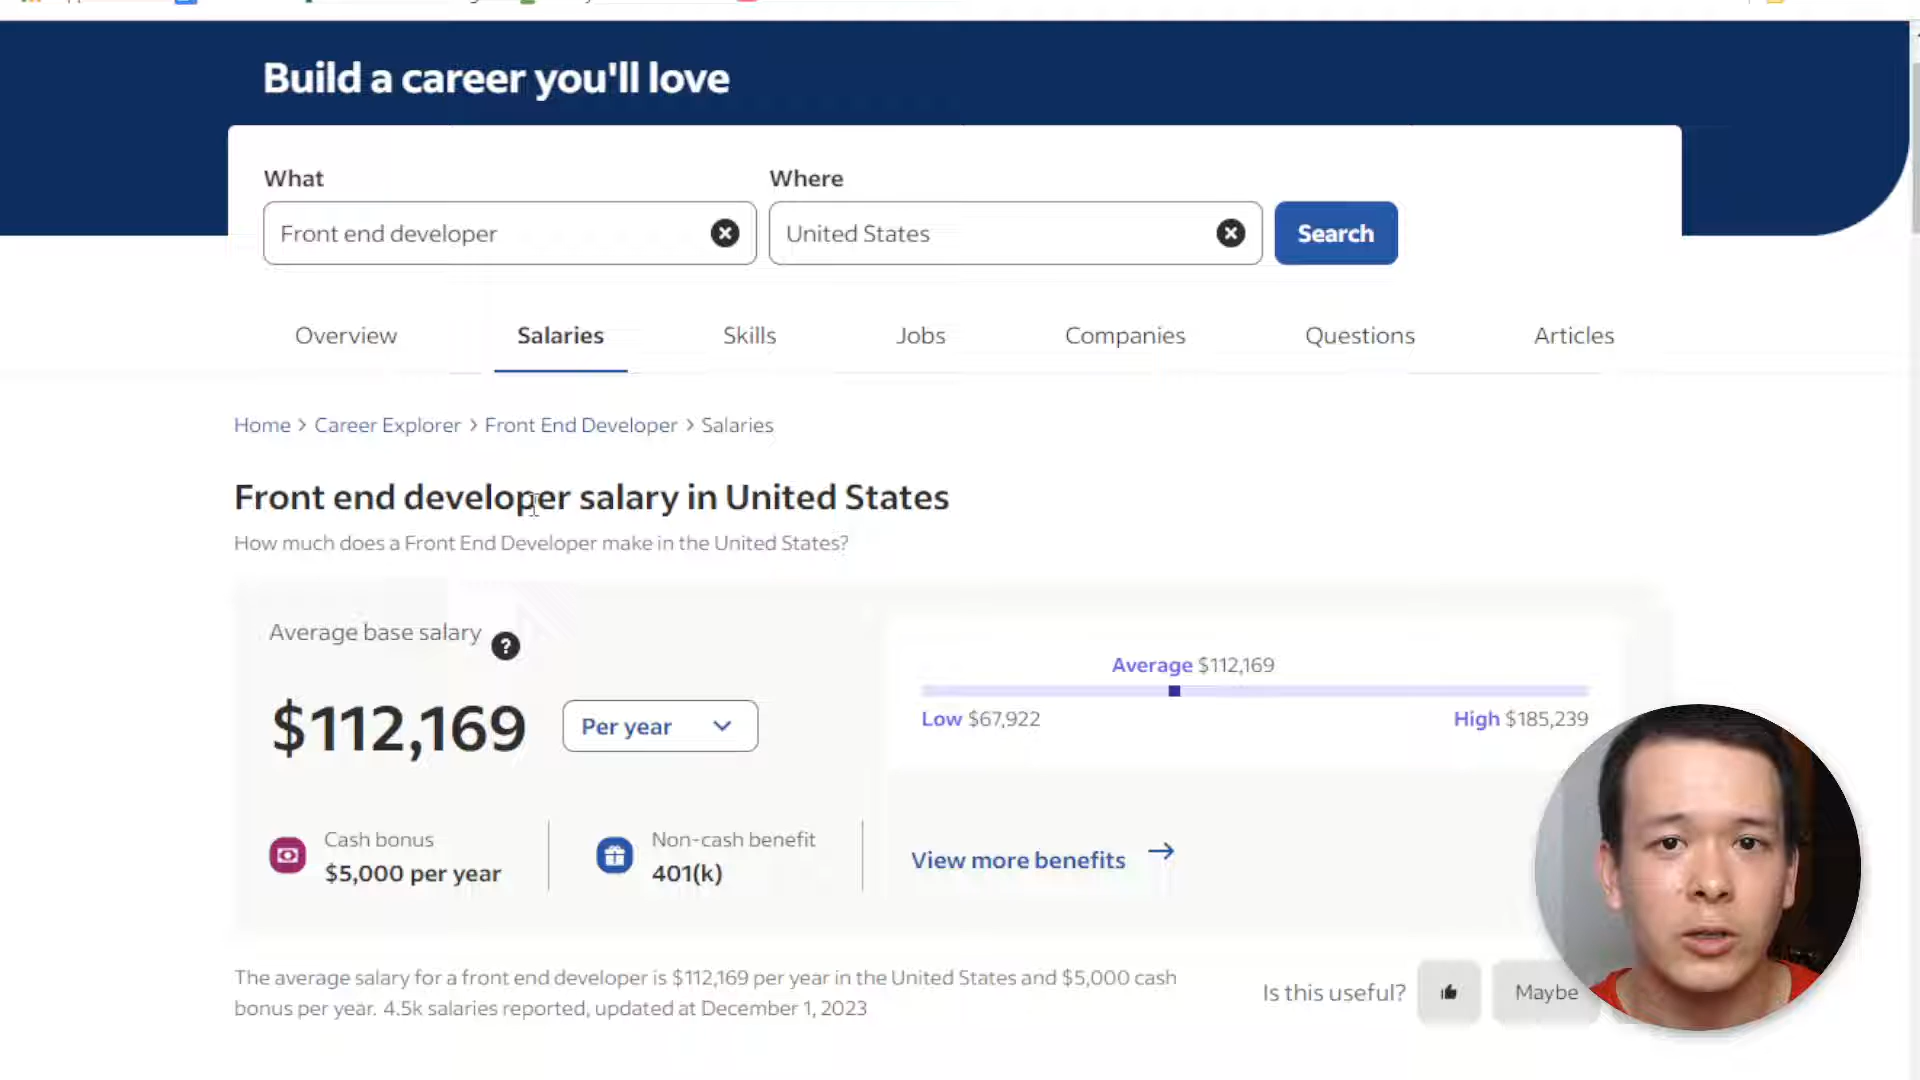 Build a career you'll love
What
Where
Front end developer
United States
Search
Overview
Salaries
Skills
Jobs
Companies
Questions
Articles
Home > Career Explorer > Front End Developer > Salaries
Front end developer salary in United States
How much does a Front End Developer make in the United States?
Average base salary ?
$112,169
Per year
Average $112,169
Low $67,922
High $185,239
Cash bonus
$5,000 per year
Non-cash benefit
401(k)
View more benefits
The average salary for a front end developer is $112,169 per year in the United States and $5,000 cash
bonus per year. 4.5k salaries reported, updated at December 1, 2023
Is this useful?
Maybe